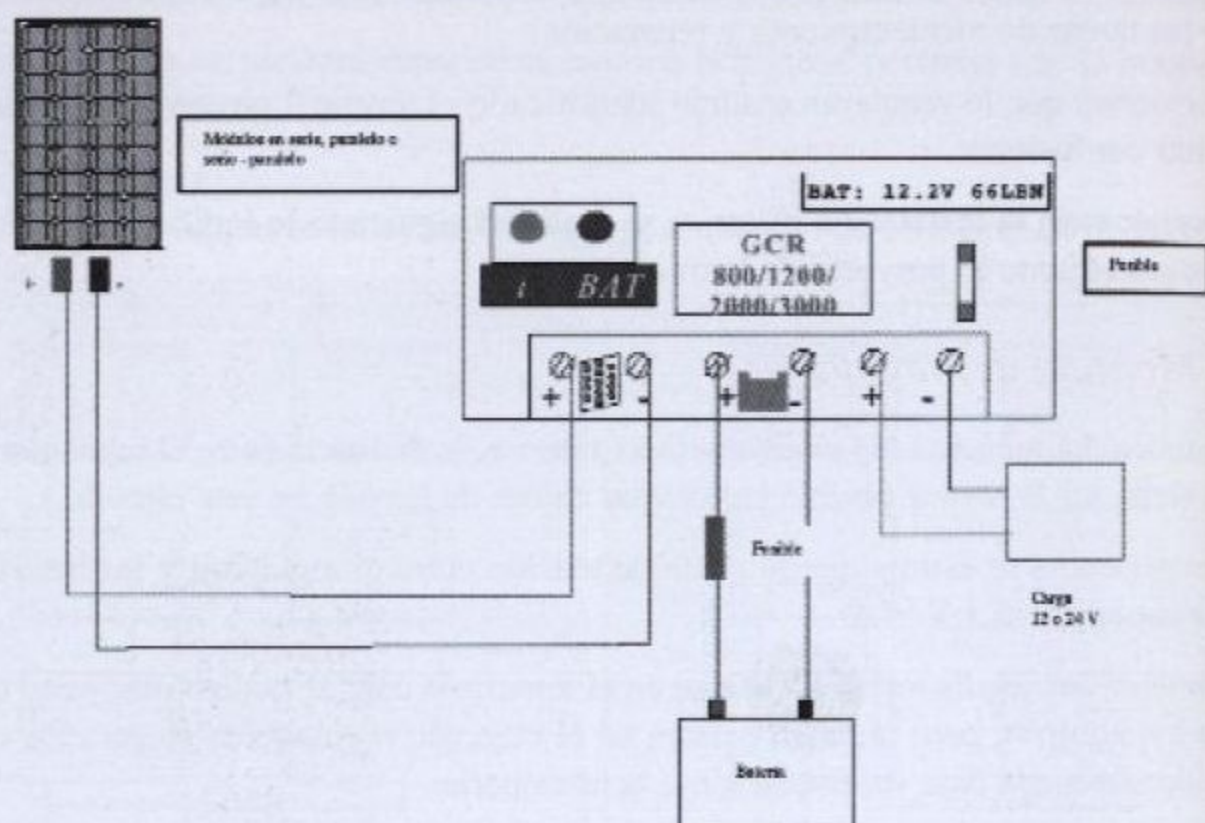 Módulos en serie, paralelo o
serie - paralelo
BAT: 12.2V 66LBN
GCR
800/1200/
2000/3000
i BAT
Fusible
+ -
+ -
+ -
+ -
Fusible
Carga
12 o 24 V
Batería